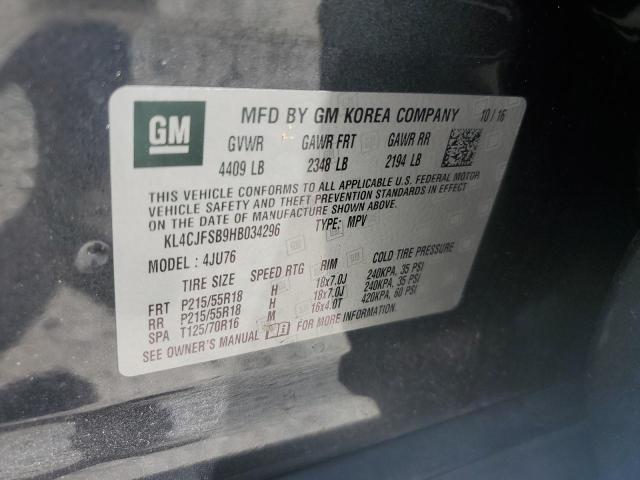 GM
MFD BY GM KOREA COMPANY 10/16
GVWR GAWR FRT GAWR RR
4409 LB 2348 LB 2194 LB
THIS VEHICLE CONFORMS TO ALL APPLICABLE U.S. FEDERAL MOTOR
VEHICLE SAFETY AND THEFT PREVENTION STANDARDS IN EFFECT
ON THE DATE OF MANUFACTURE SHOWN ABOVE.
KL4CJFSB9HB034296 TYPE: MPV
MODEL: 4JU76
TIRE SIZE SPEED RTG RIM COLD TIRE PRESSURE
FRT P215/55R18 H 18x7.0J 240KPA, 35 PSI
RR P215/55R18 H 18x7.0J 240KPA, 35 PSI
SPA T125/70R16 M 16x4.0T 420KPA, 60 PSI
SEE OWNER'S MANUAL FOR MORE INFORMATION.